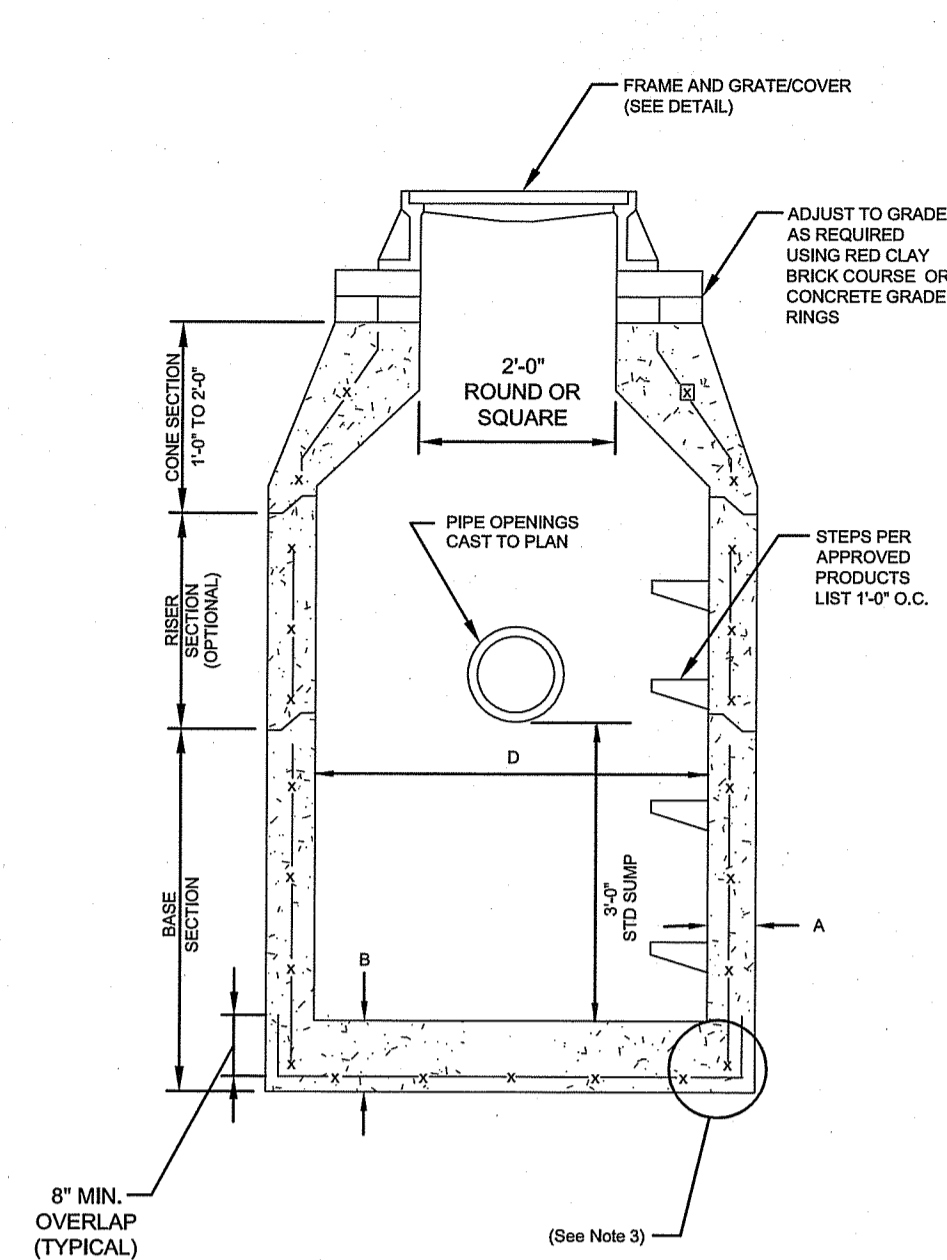 FRAME AND GRATE/COVER
(SEE DETAIL)
ADJUST TO GRADE
AS REQUIRED
USING RED CLAY
BRICK COURSE OR
CONCRETE GRADE
RINGS
CONE SECTION
1'-0" TO 2'-0"
2'-0"
ROUND OR
SQUARE
x
x
x
x
PIPE OPENINGS
CAST TO PLAN
STEPS PER
APPROVED
PRODUCTS
LIST 1'-0" O.C.
RISER
SECTION
(OPTIONAL)
x
x
x
x
x
x
D
BASE
SECTION
x
x
x
x
x
x
x
x
3'-0"
STD SUMP
A
B
x
x
x
x
x
8" MIN.
OVERLAP
(TYPICAL)
(See Note 3)